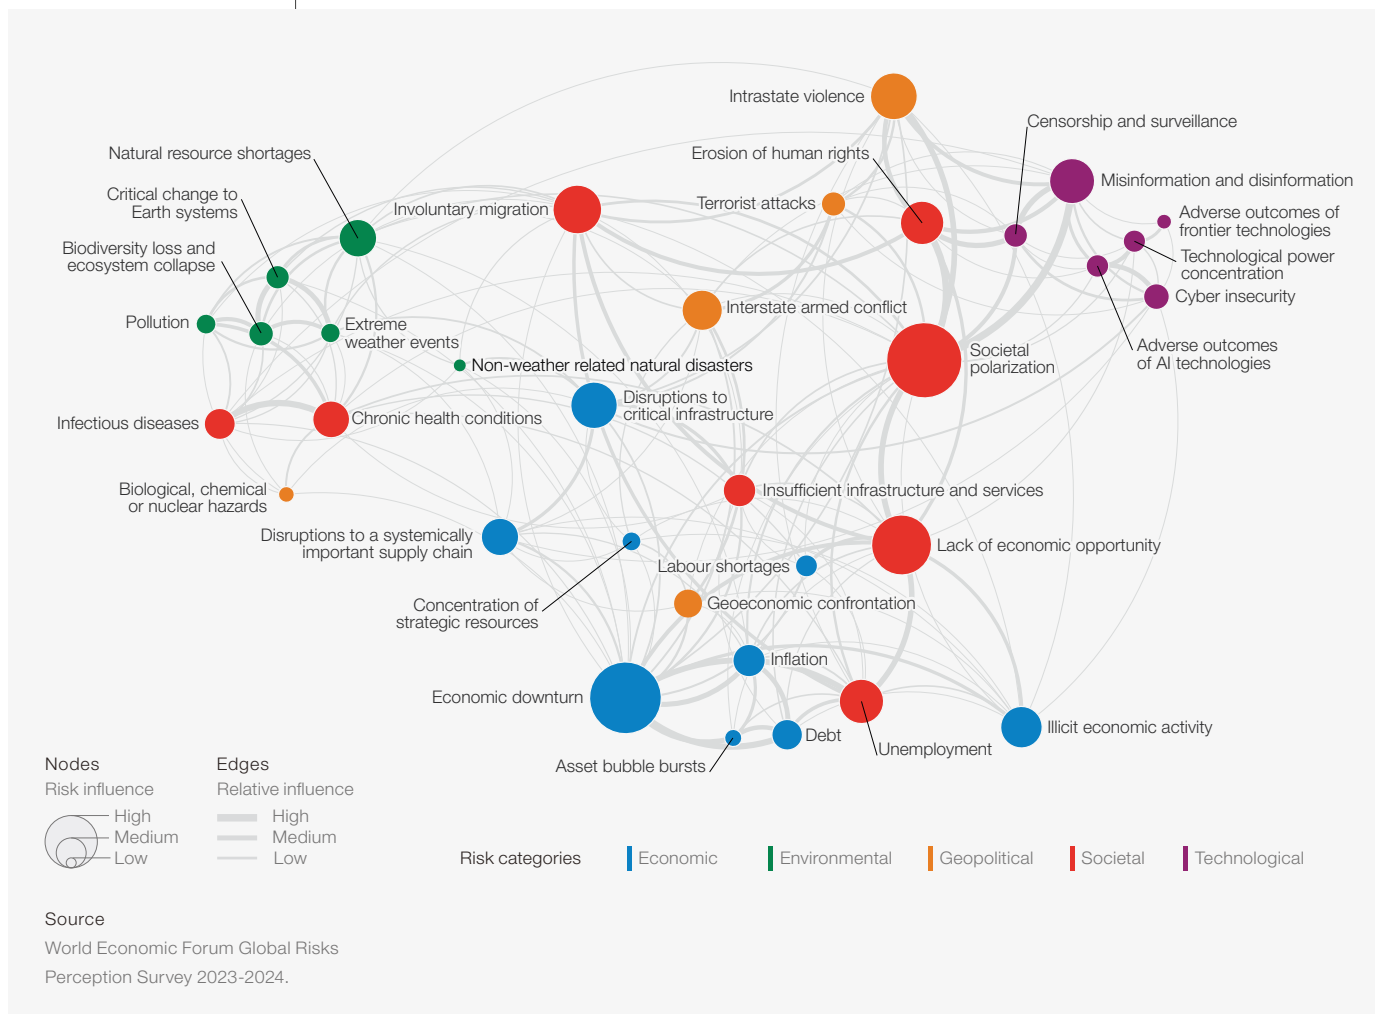 Intrastate violence
Censorship and surveillance
Natural resource shortages
Erosion of human rights
Misinformation and disinformation
Critical change to
Earth systems
Involuntary migration
Terrorist attacks
Adverse outcomes of
frontier technologies
Biodiversity loss and
ecosystem collapse
Technological power
concentration
Cyber insecurity
Interstate armed conflict
Pollution
Extreme
weather events
Adverse outcomes
of AI technologies
Societal
polarization
Non-weather related natural disasters
Disruptions to
critical infrastructure
Infectious diseases
Chronic health conditions
Biological, chemical
or nuclear hazards
Insufficient infrastructure and services
Disruptions to a systemically
important supply chain
Lack of economic opportunity
Labour shortages
Concentration of
strategic resources
Geoeconomic confrontation
Inflation
Economic downturn
Illicit economic activity
Debt
Unemployment
Asset bubble bursts
Nodes
Risk influence
High
Medium
Low
Edges
Relative influence
High
Medium
Low
Risk categories
Economic
Environmental
Geopolitical
Societal
Technological
Source
World Economic Forum Global Risks
Perception Survey 2023-2024.